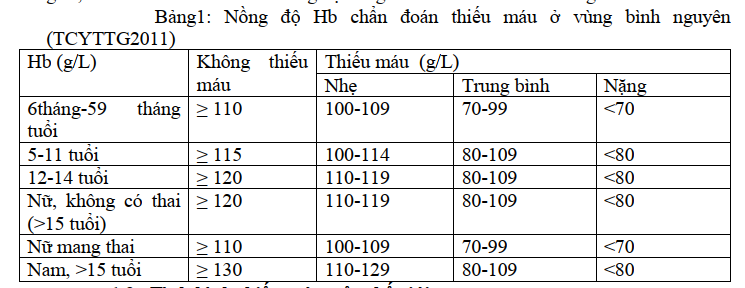 Bảng1: Nồng độ Hb chẩn đoán thiếu máu ở vùng bình nguyên
(TCYTTG2011)
Hb (g/L) Không thiếu máu Thiếu máu (g/L)
Nhẹ Trung bình Nặng
6tháng-59 tháng tuổi ≥ 110 100-109 70-99 <70
5-11 tuổi ≥ 115 100-114 80-109 <80
12-14 tuổi ≥ 120 110-119 80-109 <80
Nữ, không có thai (>15 tuổi) ≥ 120 110-119 80-109 <80
Nữ mang thai ≥ 110 100-109 70-99 <70
Nam, >15 tuổi ≥ 130 110-129 80-109 <80